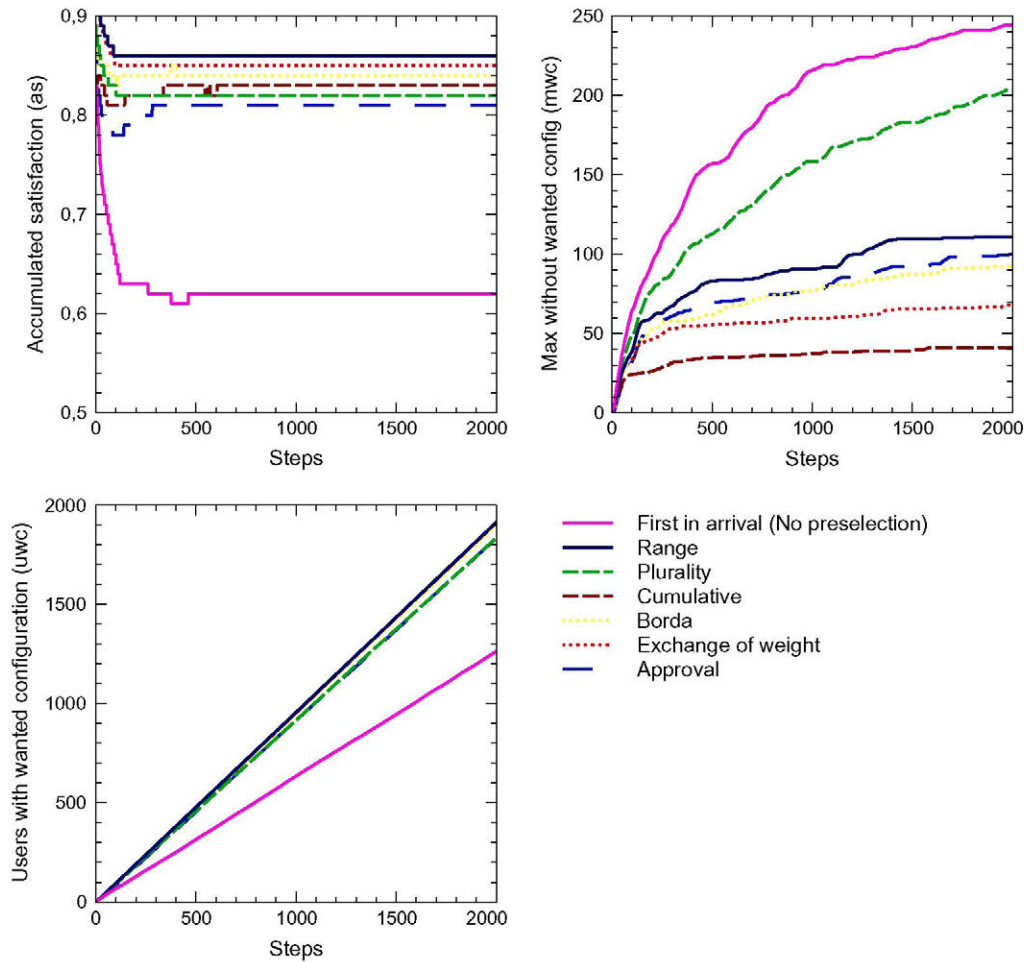 Accumulated satisfaction (as)
0,9
0,8
0,7
0,6
0,5
0
500
1000
1500
2000
Steps
Max without wanted config (mwc)
250
200
150
100
50
0
0
500
1000
1500
2000
Steps
Users with wanted configuration (uwc)
2000
1500
1000
500
0
0
500
1000
1500
2000
Steps
First in arrival (No preselection)
Range
Plurality
Cumulative
Borda
Exchange of weight
Approval